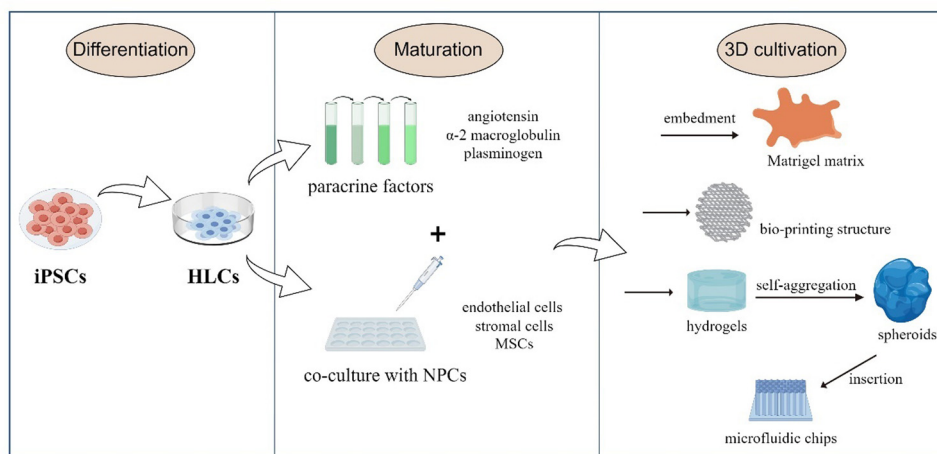 Differentiation
iPSCs
HLCs
Maturation
angiotensin
α-2 macroglobulin
plasminogen
paracrine factors
+
endothelial cells
stromal cells
MSCs
co-culture with NPCs
3D cultivation
embedment
Matrigel matrix
bio-printing structure
self-aggregation
hydrogels
spheroids
insertion
microfluidic chips